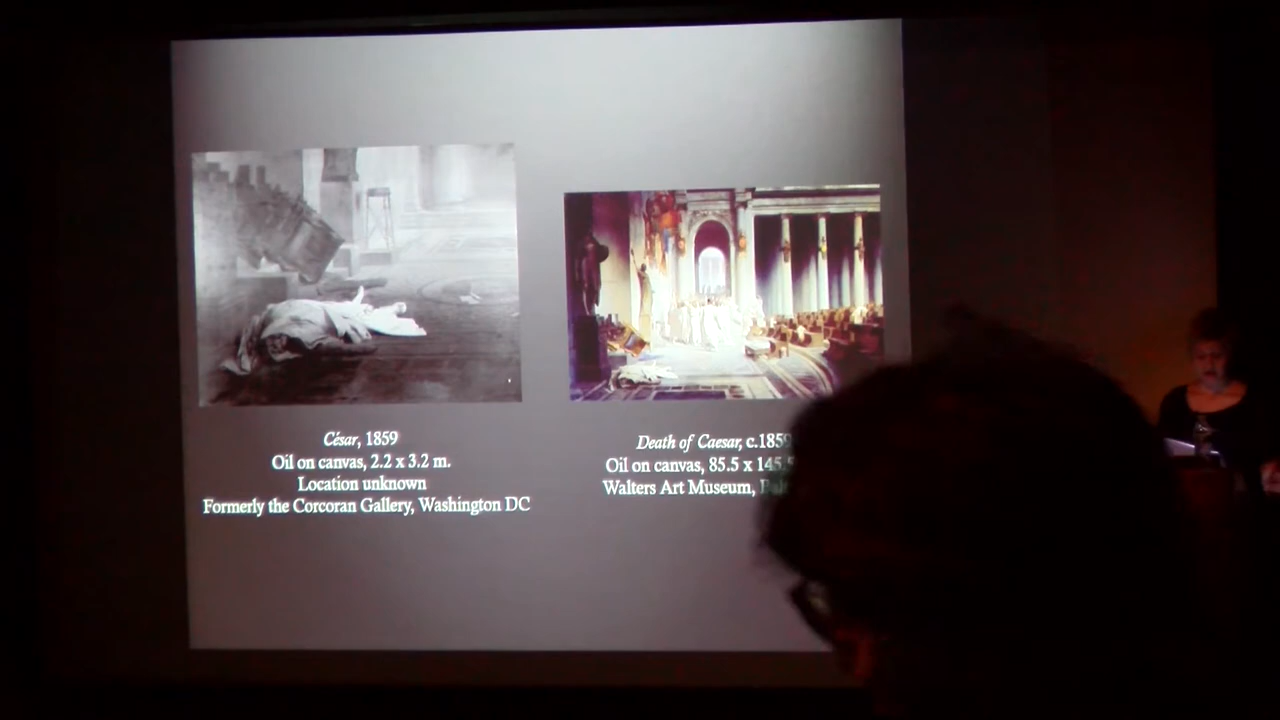 César, 1859
Oil on canvas, 2.2 x 3.2 m.
Location unknown
Formerly the Corcoran Gallery, Washington DC
Death of Caesar, c.1859
Oil on canvas, 85.5 x 145.5
Walters Art Museum,